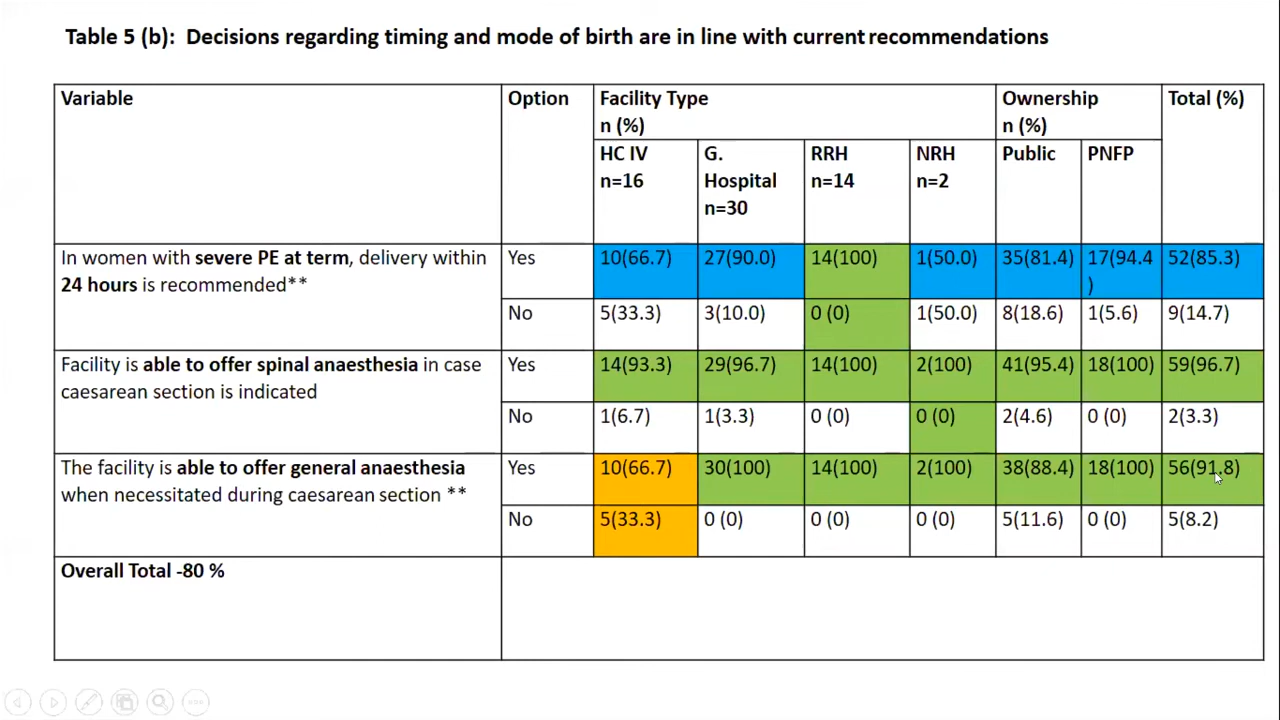 Table 5 (b): Decisions regarding timing and mode of birth are in line with current recommendations
Variable
Option
Facility Type
n (%)
Ownership
n (%)
Total (%)
HC IV
n=16
G.
Hospital
n=30
RRH
n=14
NRH
n=2
Public
PNFP
In women with severe PE at term, delivery within
24 hours is recommended**
Yes
10(66.7)
27(90.0)
14(100)
1(50.0)
35(81.4)
17(94.4
)
52(85.3)
No
5(33.3)
3(10.0)
0 (0)
1(50.0)
8(18.6)
1(5.6)
9(14.7)
Facility is able to offer spinal anaesthesia in case
caesarean section is indicated
Yes
14(93.3)
29(96.7)
14(100)
2(100)
41(95.4)
18(100)
59(96.7)
No
1(6.7)
1(3.3)
0 (0)
0 (0)
2(4.6)
0 (0)
2(3.3)
The facility is able to offer general anaesthesia
when necessitated during caesarean section **
Yes
10(66.7)
30(100)
14(100)
2(100)
38(88.4)
18(100)
56(91.8)
No
5(33.3)
0 (0)
0 (0)
0 (0)
5(11.6)
0 (0)
5(8.2)
Overall Total -80 %